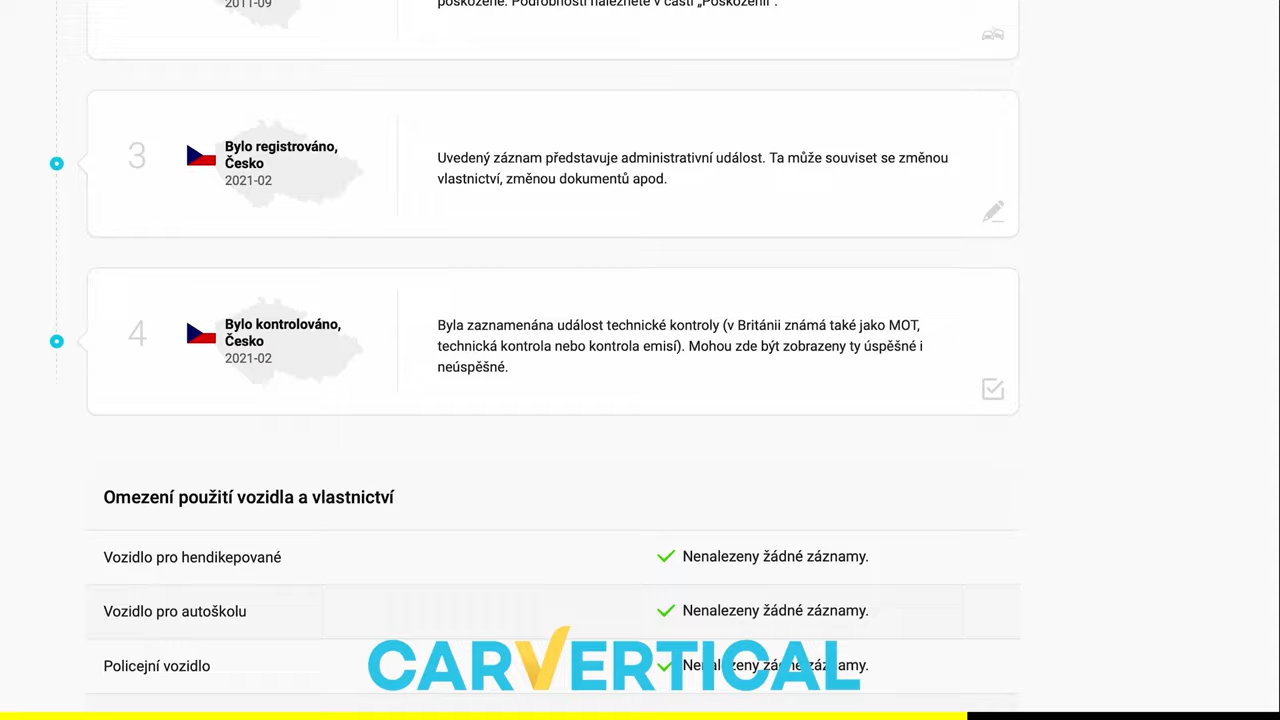 2011-09
poškozené. Podrobnosti naleznete v části „Poškození“.
3
Bylo registrováno,
Česko
2021-02
Uvedený záznam představuje administrativní událost. Ta může souviset se změnou
vlastnictví, změnou dokumentů apod.
4
Bylo kontrolováno,
Česko
2021-02
Byla zaznamenána událost technické kontroly (v Británii známá také jako MOT,
technická kontrola nebo kontrola emisí). Mohou zde být zobrazeny ty úspěšné i
neúspěšné.
Omezení použití vozidla a vlastnictví
Vozidlo pro hendikepované
Nenalezeny žádné záznamy.
Vozidlo pro autoškolu
Nenalezeny žádné záznamy.
Policejní vozidlo
Nenalezeny žádné záznamy.
CARVERTICAL